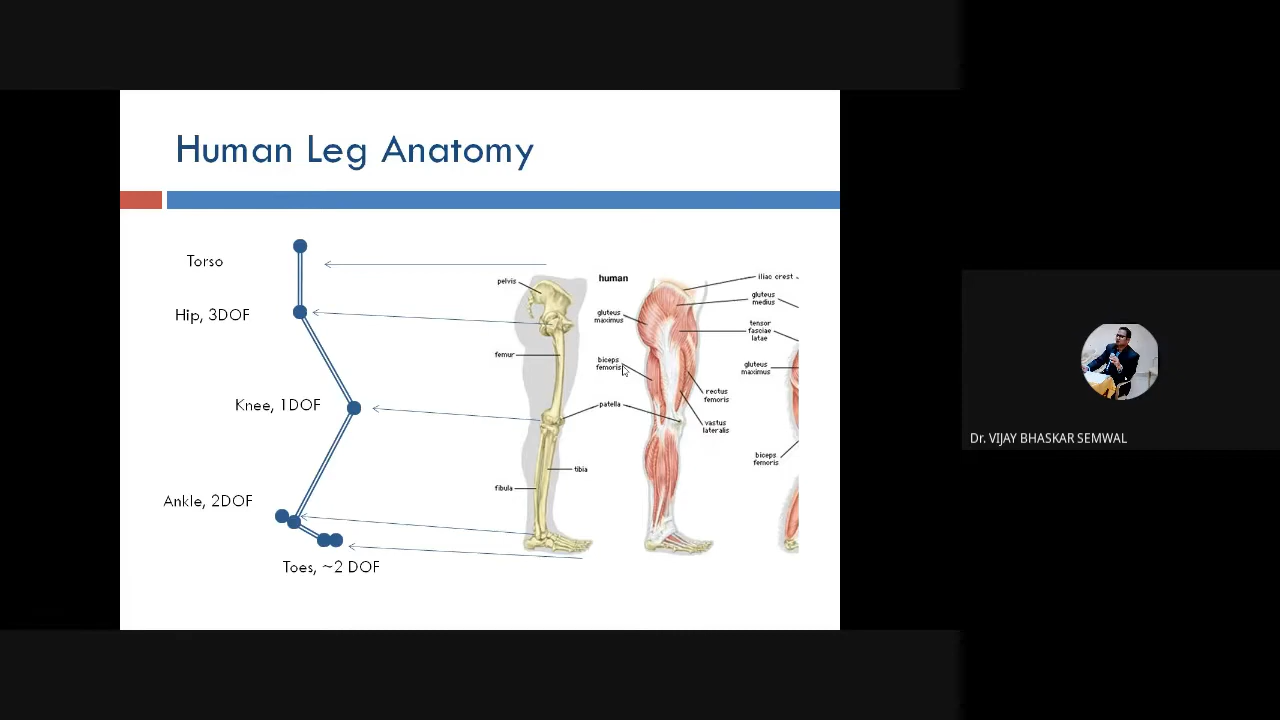 Human Leg Anatomy
Torso
Hip, 3DOF
Knee, 1DOF
Ankle, 2DOF
Toes, ~2 DOF
pelvis
femur
patella
tibia
fibula
human
gluteus
maximus
biceps
femoris
iliac crest
gluteus
medius
tensor
fasciae
latae
rectus
femoris
vastus
lateralis
gluteus
maximus
biceps
femoris
Dr. VIJAY BHASKAR SEMWAL